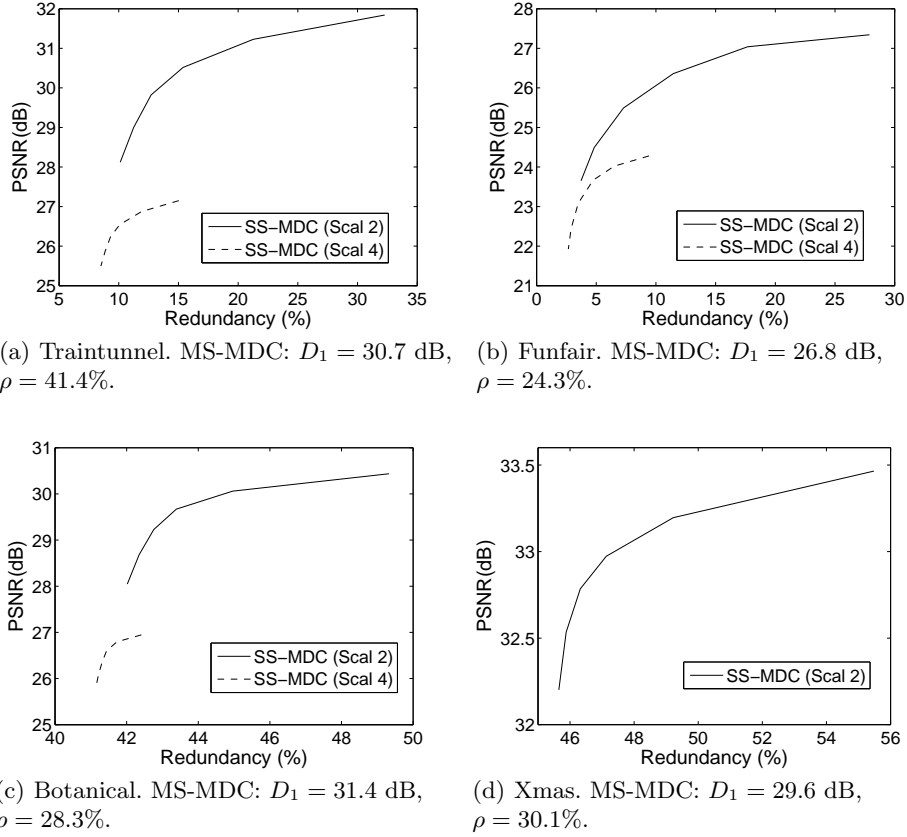 32
31
30
29
28
27
26
25
PSNR(dB)
5 10 15 20 25 30 35
Redundancy (%)
SS−MDC (Scal 2)
SS−MDC (Scal 4)
(a) Traintunnel. MS-MDC: D₁ = 30.7 dB,
ρ = 41.4%.
28
27
26
25
24
23
22
21
PSNR(dB)
0 5 10 15 20 25 30
Redundancy (%)
SS−MDC (Scal 2)
SS−MDC (Scal 4)
(b) Funfair. MS-MDC: D₁ = 26.8 dB,
ρ = 24.3%.
31
30
29
28
27
26
25
PSNR(dB)
40 42 44 46 48 50
Redundancy (%)
SS−MDC (Scal 2)
SS−MDC (Scal 4)
(c) Botanical. MS-MDC: D₁ = 31.4 dB,
ρ = 28.3%.
33.5
33
32.5
32
PSNR(dB)
46 48 50 52 54 56
Redundancy (%)
SS−MDC (Scal 2)
(d) Xmas. MS-MDC: D₁ = 29.6 dB,
ρ = 30.1%.